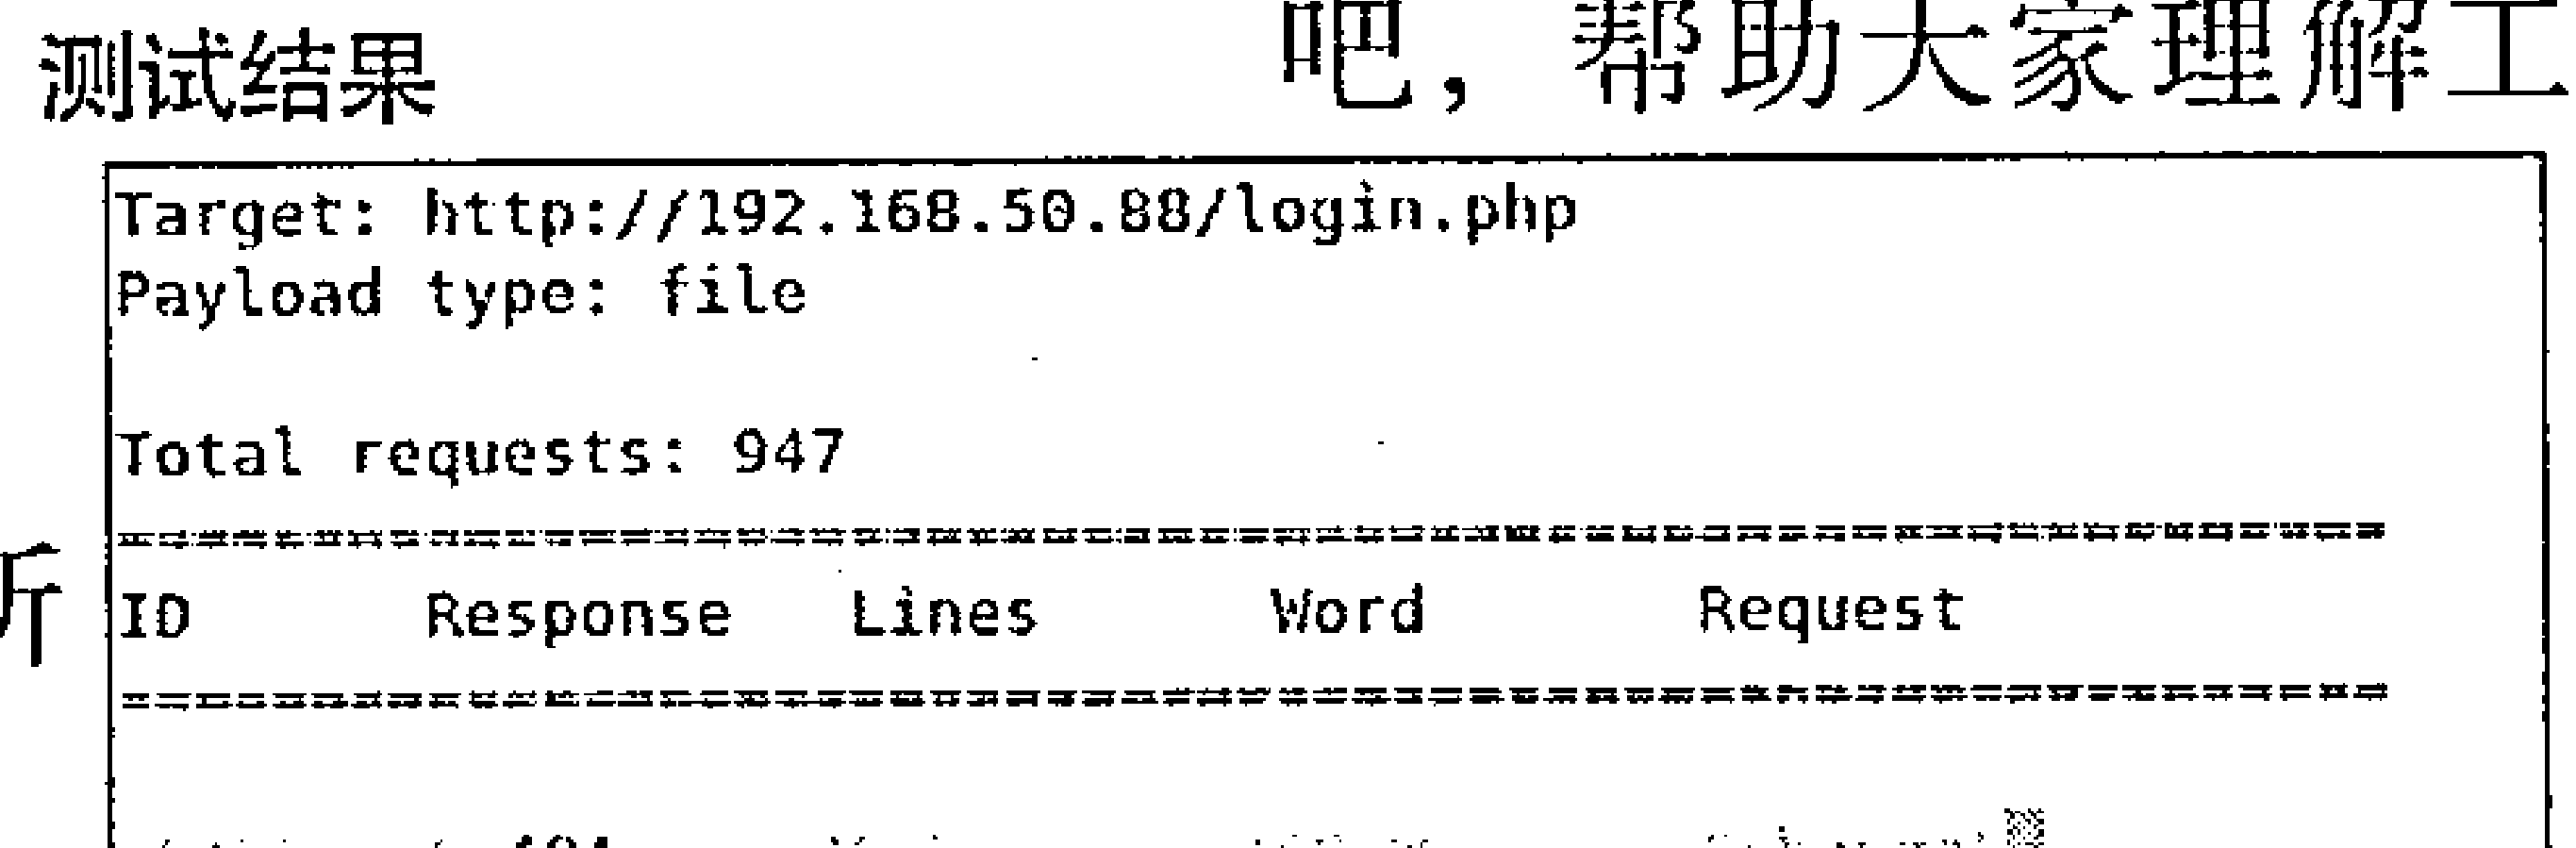 测试结果
吧，帮助大家理解工
Target: http://192.168.50.88/login.php
Payload type: file
Total requests: 947
==================================================================
ID Response Lines Word Request
==================================================================